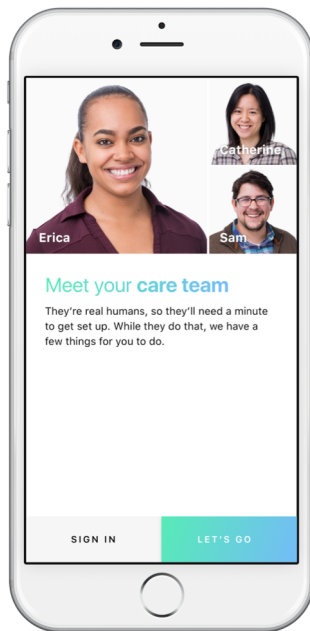 Catherine
Erica
Sam
Meet your care team
They're real humans, so they'll need a minute
to get set up. While they do that, we have a
few things for you to do.
SIGN IN
LET'S GO